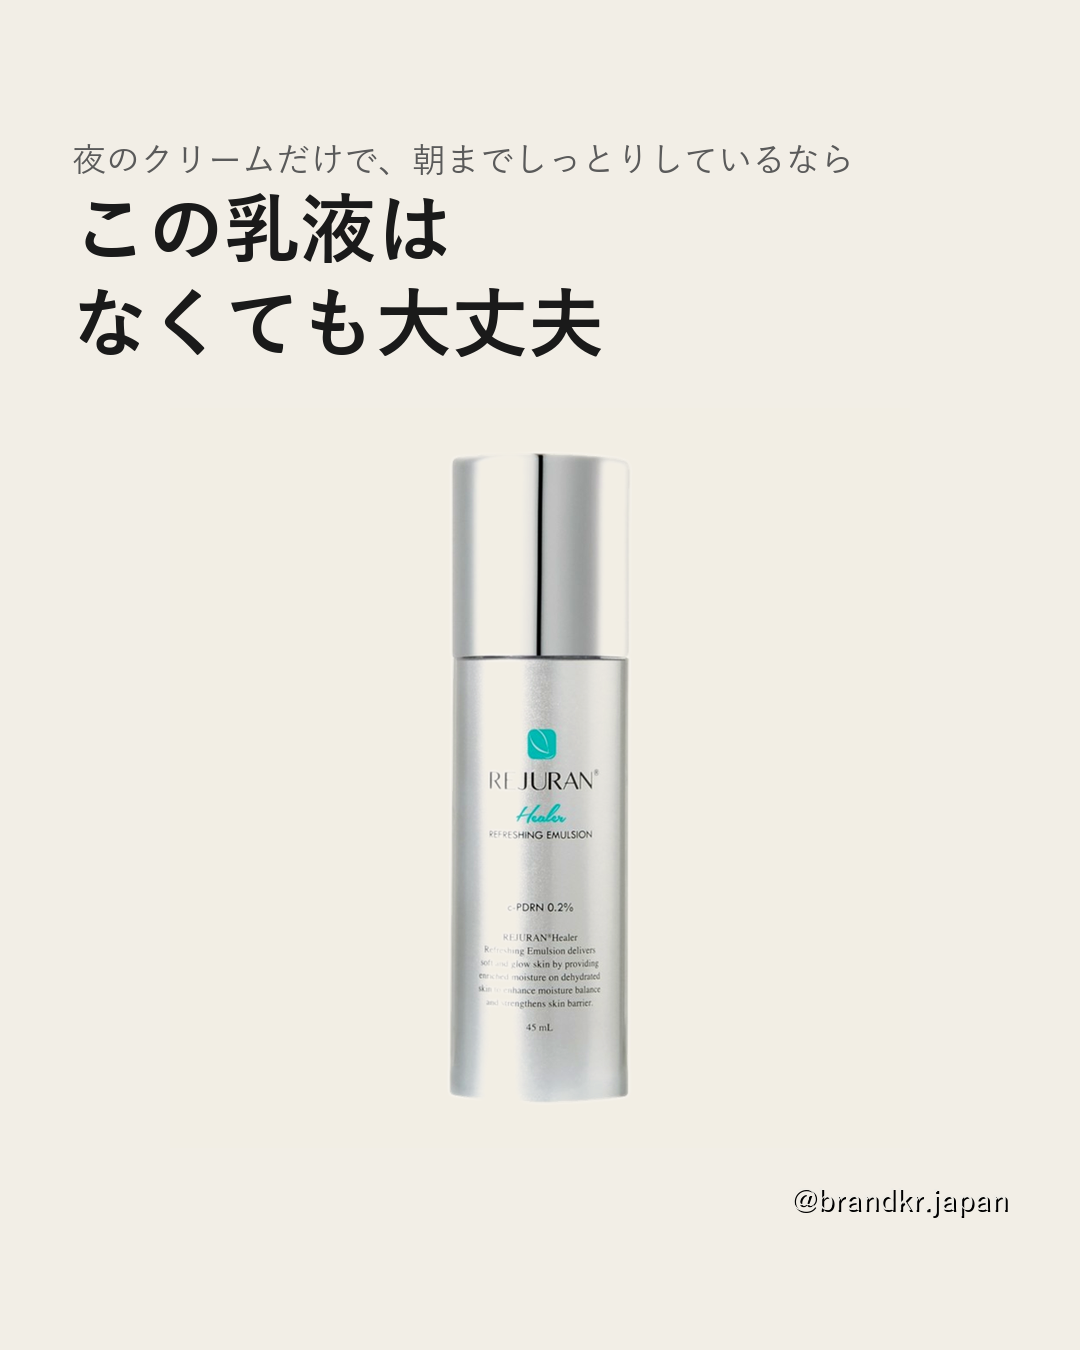 夜のクリームだけで、朝までしっとりしているなら
この乳液は
なくても大丈夫
REJURAN®
Healer
REFRESHING EMULSION
c-PDRN 0.2%
REJURAN®Healer
Refreshing Emulsion delivers
soft and glow skin by providing
enriched moisture on dehydrated
skin to enhance moisture balance
and strengthens skin barrier.
45 mL
@brandkr.japan